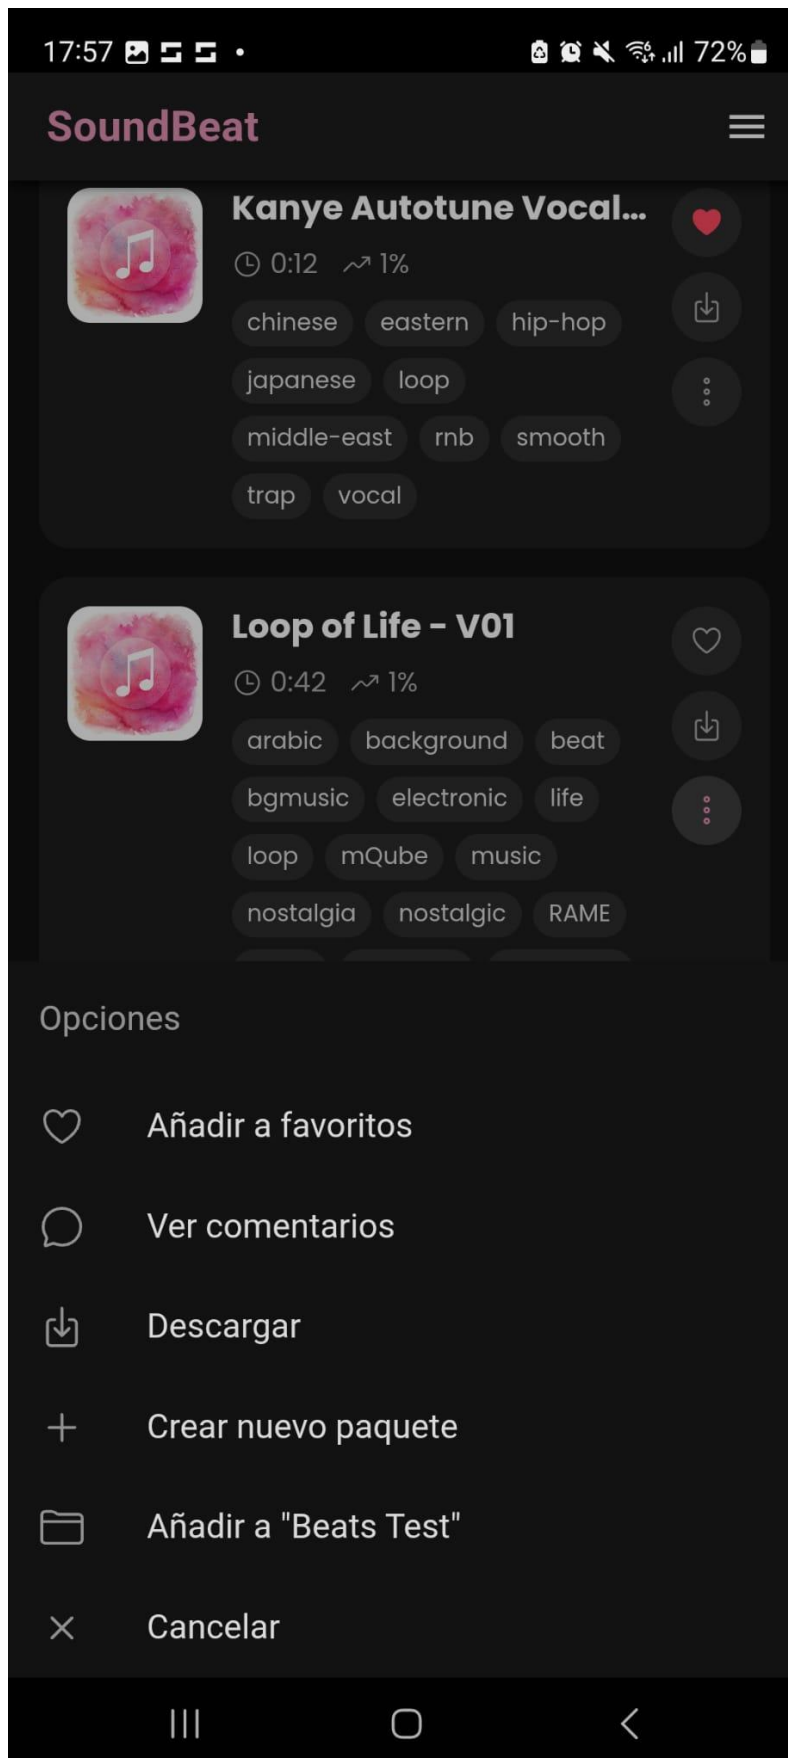 17:57 72%
SoundBeat
Kanye Autotune Vocal...
0:12 1%
chinese eastern hip-hop
japanese loop
middle-east rnb smooth
trap vocal
Loop of Life - V01
0:42 1%
arabic background beat
bgmusic electronic life
loop mQube music
nostalgia nostalgic RAME
Opciones
Añadir a favoritos
Ver comentarios
Descargar
Crear nuevo paquete
Añadir a "Beats Test"
Cancelar